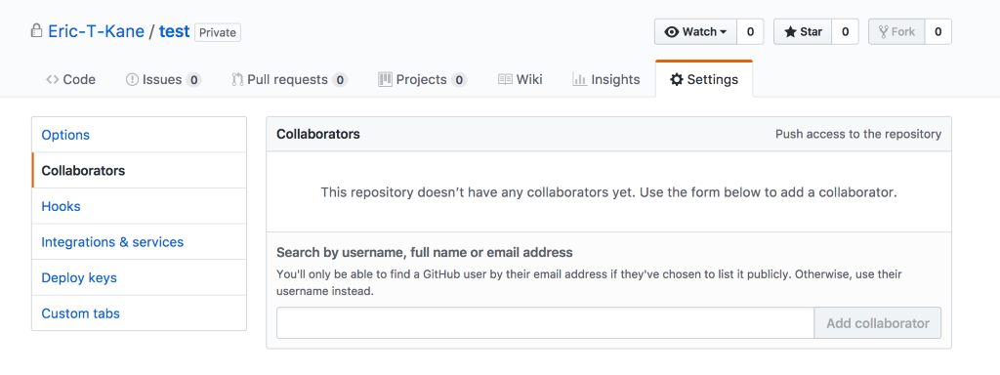 Eric-T-Kane / test Private Watch 0 Star 0 Fork 0
Code Issues 0 Pull requests 0 Projects 0 Wiki Insights Settings
Options
Collaborators
Hooks
Integrations & services
Deploy keys
Custom tabs
Collaborators Push access to the repository
This repository doesn't have any collaborators yet. Use the form below to add a collaborator.
Search by username, full name or email address
You'll only be able to find a GitHub user by their email address if they've chosen to list it publicly. Otherwise, use their
username instead.
Add collaborator